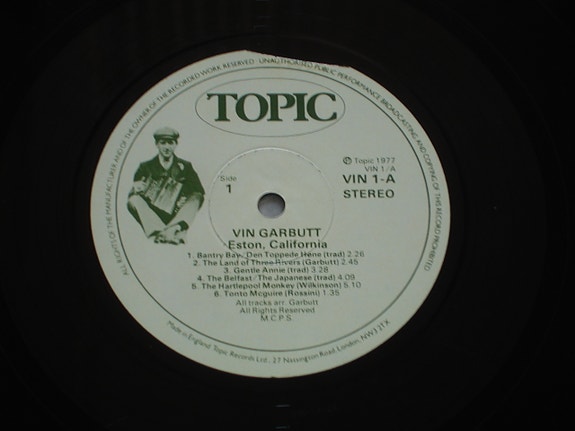 ALL RIGHTS OF THE MANUFACTURER AND OF THE OWNER OF THE RECORDED WORK RESERVED · UNAUTHORISED PUBLIC PERFORMANCE BROADCASTING AND COPYING OF THIS RECORD PROHIBITED
TOPIC
Side
1
℗ Topic 1977
VIN 1/A
VIN 1-A
STEREO
VIN GARBUTT
Eston, California
1. Bantry Bay/Den Toppede Hene (trad) 2.26
2. The Land of Three Rivers (Garbutt) 2.45
3. Gentle Annie (trad) 3.28
4. The Belfast/The Japanese (trad) 4.09
5. The Hartlepool Monkey (Wilkinson) 5.10
6. Tonto Mcguire (Rossini) 1.35
All tracks arr. Garbutt
All Rights Reserved
M.C.P.S.
Made in England Topic Records Ltd., 27 Nassington Road, London, NW3 2TX